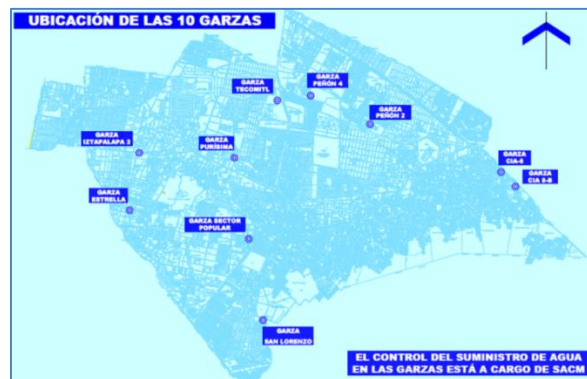 UBICACIÓN DE LAS 10 GARZAS
GARZA
TECOMITL
GARZA
PEÑÓN 4
GARZA
PEÑÓN 2
GARZA
IZTAPALAPA 2
GARZA
PURÍSIMA
GARZA
CIA-6
GARZA
CIA 8-B
GARZA
ESTRELLA
GARZA SECTOR
POPULAR
GARZA
SAN LORENZO
EL CONTROL DEL SUMINISTRO DE AGUA
EN LAS GARZAS ESTÁ A CARGO DE SACM